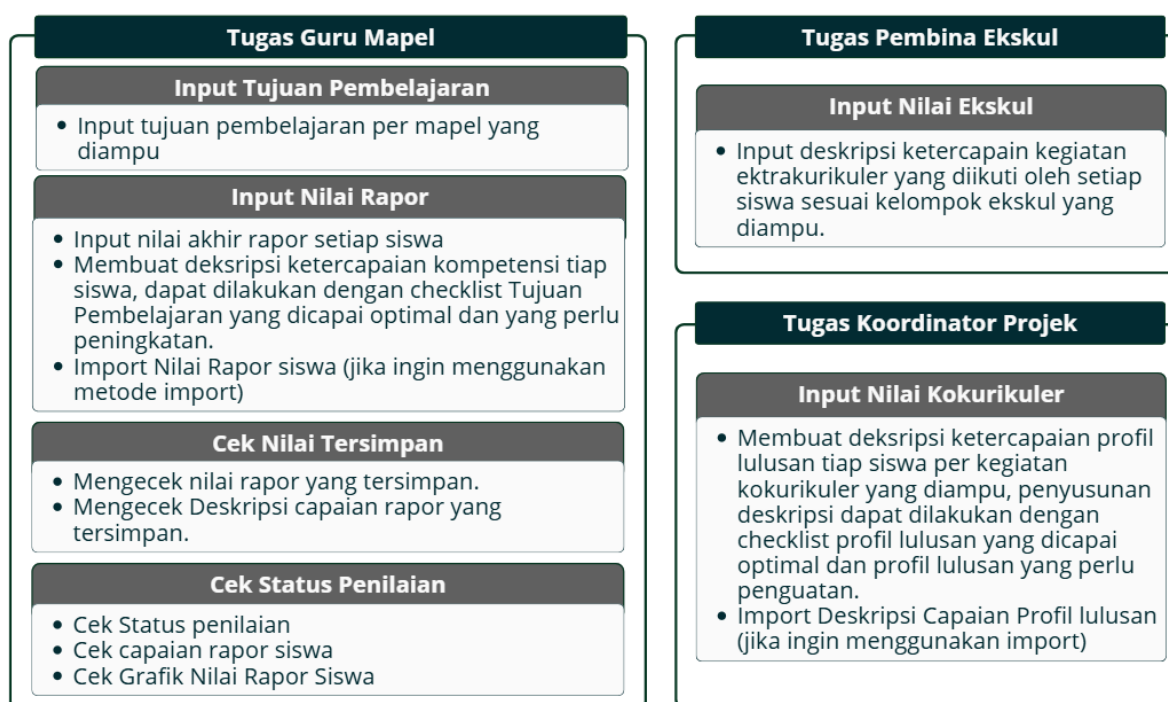 Tugas Guru Mapel
Input Tujuan Pembelajaran
• Input tujuan pembelajaran per mapel yang
diampu
Input Nilai Rapor
• Input nilai akhir rapor setiap siswa
• Membuat deksripsi ketercapaian kompetensi tiap
siswa, dapat dilakukan dengan checklist Tujuan
Pembelajaran yang dicapai optimal dan yang perlu
peningkatan.
• Import Nilai Rapor siswa (jika ingin menggunakan
metode import)
Cek Nilai Tersimpan
• Mengecek nilai rapor yang tersimpan.
• Mengecek Deskripsi capaian rapor yang
tersimpan.
Cek Status Penilaian
• Cek Status penilaian
• Cek capaian rapor siswa
• Cek Grafik Nilai Rapor Siswa
Tugas Pembina Ekskul
Input Nilai Ekskul
• Input deskripsi ketercapain kegiatan
ektrakurikuler yang diikuti oleh setiap
siswa sesuai kelompok ekskul yang
diampu.
Tugas Koordinator Projek
Input Nilai Kokurikuler
• Membuat deksripsi ketercapaian profil
lulusan tiap siswa per kegiatan
kokurikuler yang diampu, penyusunan
deskripsi dapat dilakukan dengan
checklist profil lulusan yang dicapai
optimal dan profil lulusan yang perlu
penguatan.
• Import Deskripsi Capaian Profil lulusan
(jika ingin menggunakan import)